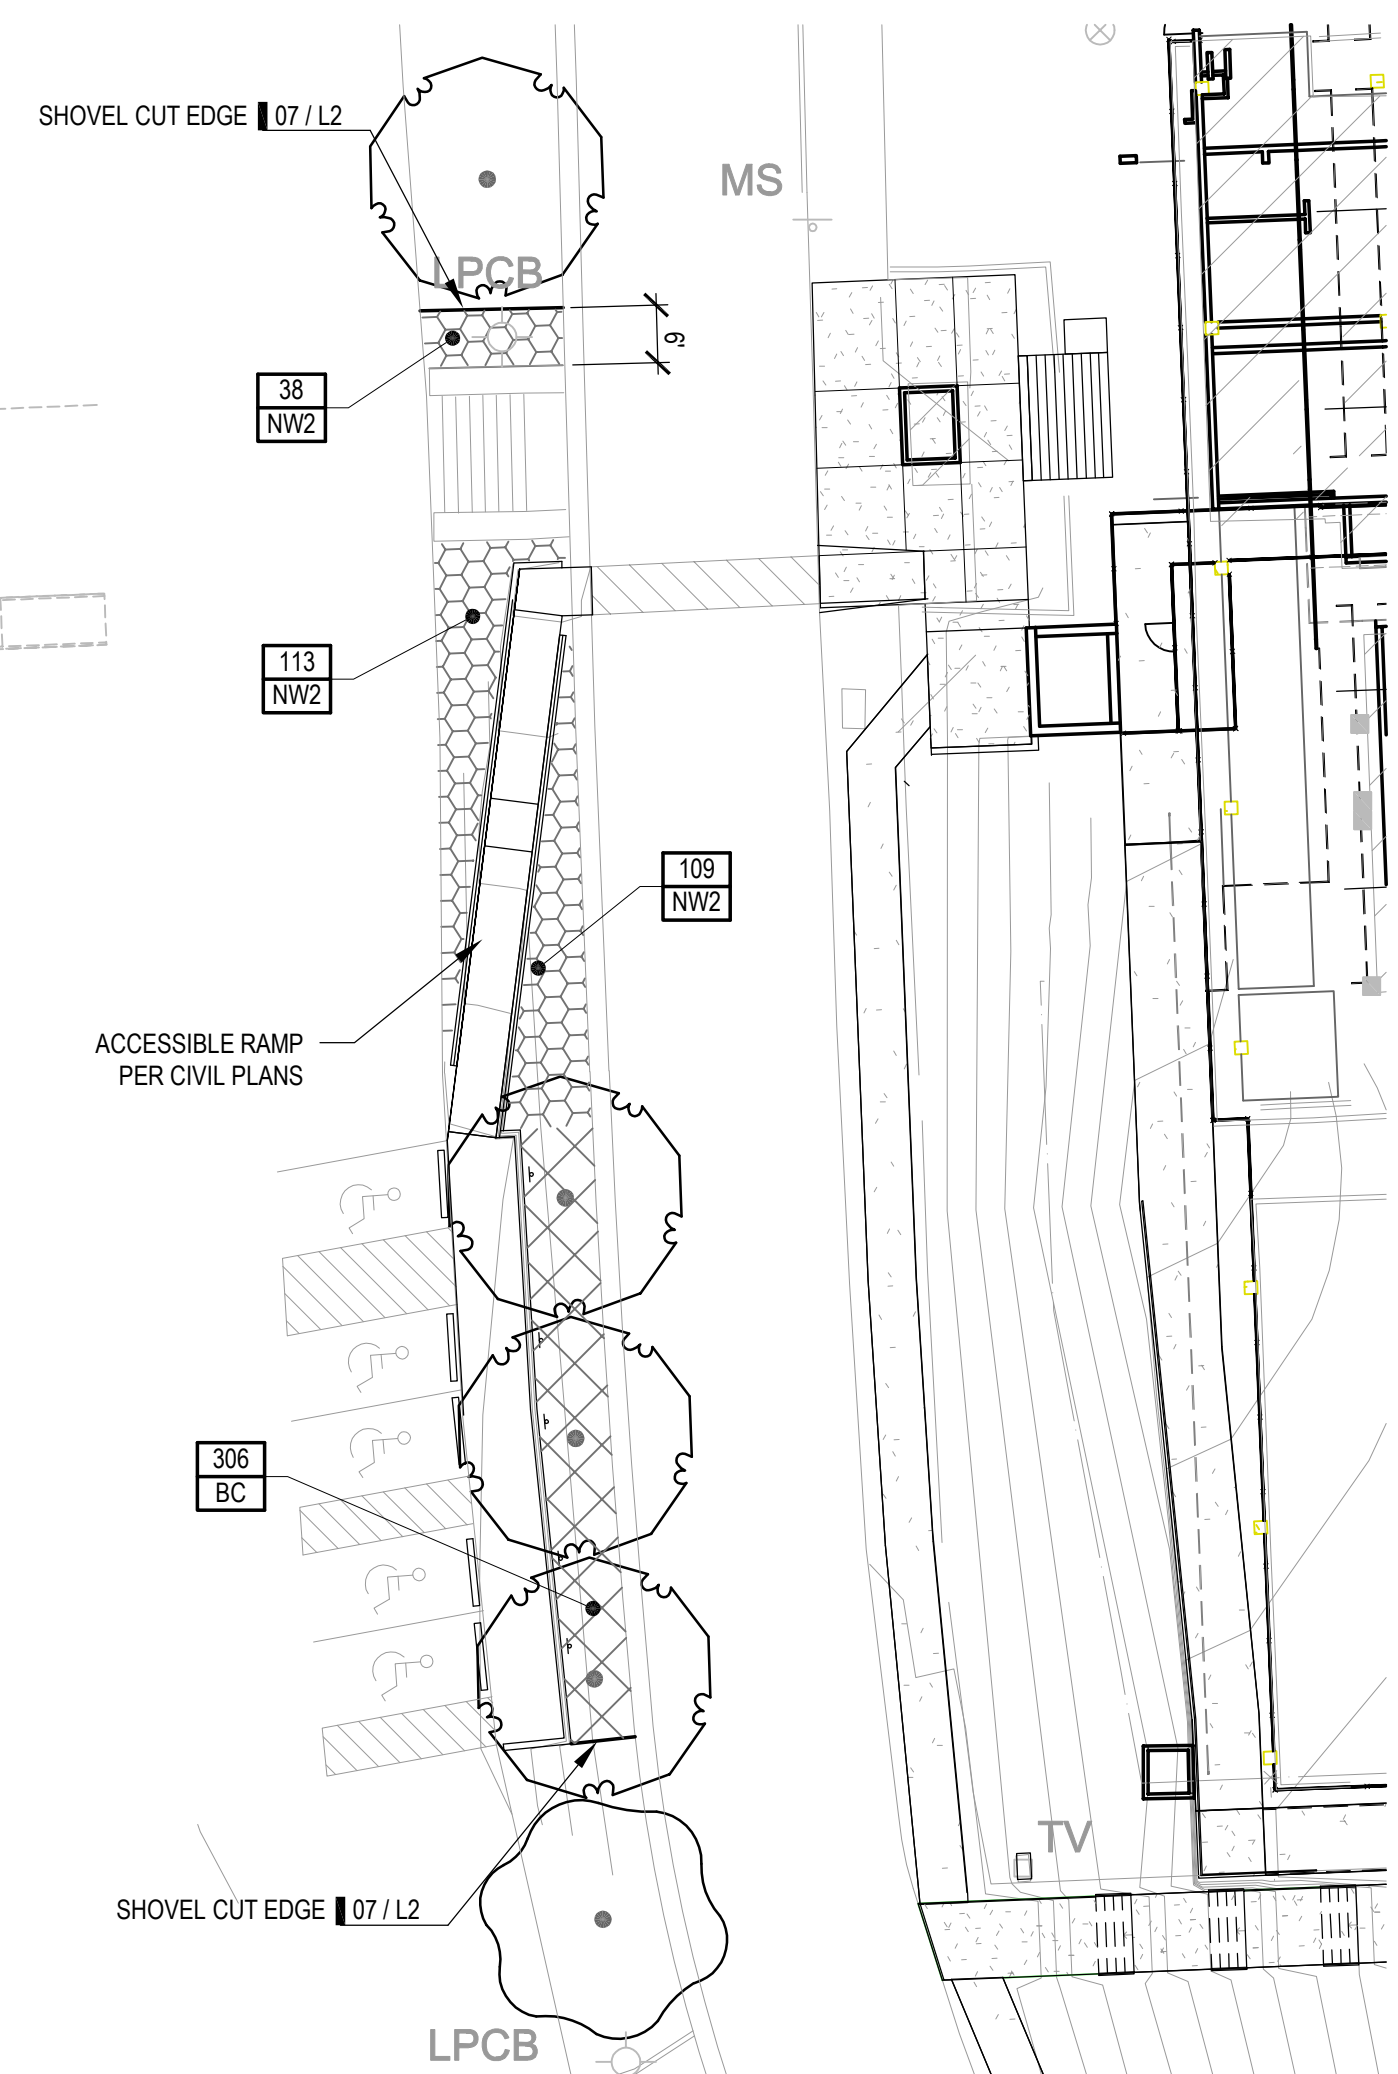 SHOVEL CUT EDGE 07 / L2
MS
LPCB
6'
38
NW2
113
NW2
109
NW2
ACCESSIBLE RAMP
PER CIVIL PLANS
306
BC
TV
SHOVEL CUT EDGE 07 / L2
LPCB